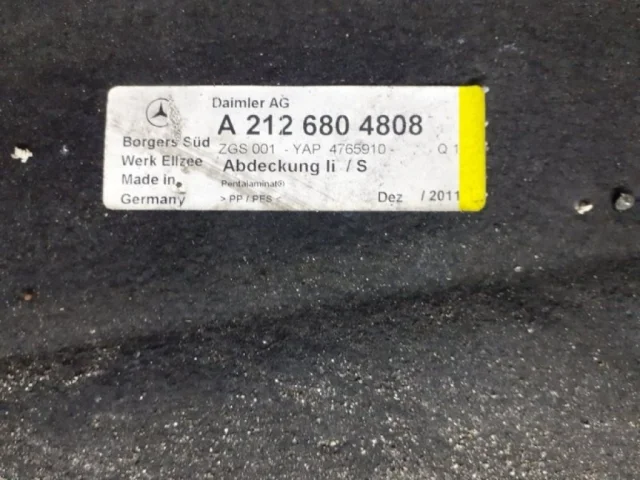 Daimler AG
A 212 680 4808
Borgers Süd
ZGS 001 - YAP 4765910 - Q 1
Werk Ellzee
Abdeckung li / S
Made in
Germany
Pentalaminat®
> PP / PES <
Dez / 2011